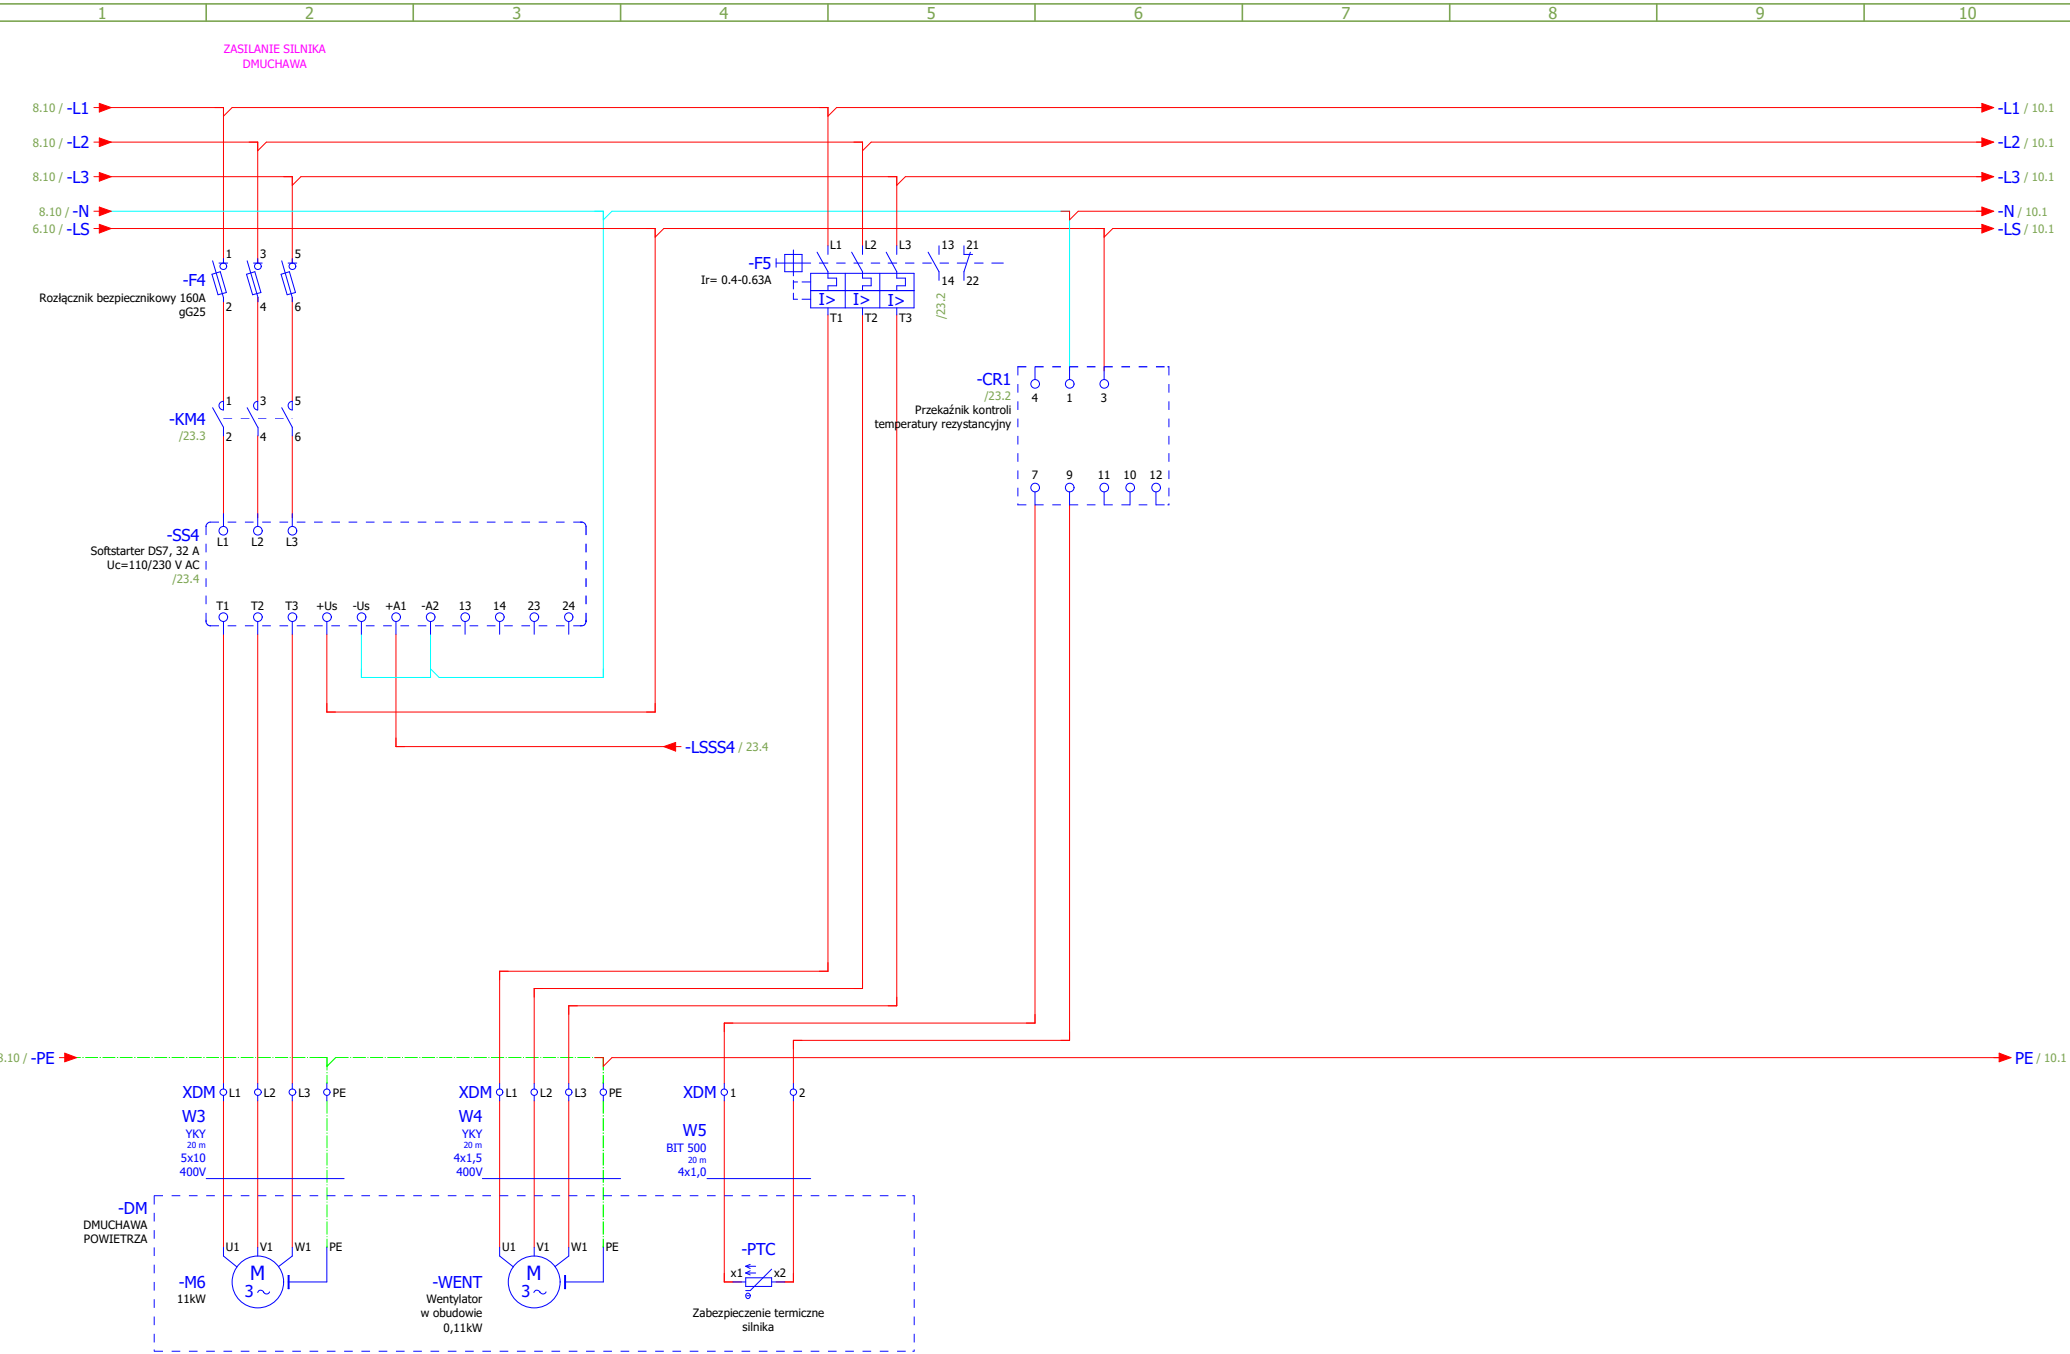 1 2 3 4 5 6 7 8 9 10
ZASILANIE SILNIKA
DMUCHAWA
8.10 / -L1 -L1 / 10.1
8.10 / -L2 -L2 / 10.1
8.10 / -L3 -L3 / 10.1
8.10 / -N -N / 10.1
6.10 / -LS -LS / 10.1
1 3 5
-F4
Rozłącznik bezpiecznikowy 160A
gG25
2 4 6
L1 L2 L3 13 21
-F5
Ir= 0.4-0.63A
I> I> I>
14 22
T1 T2 T3
/23.2
-CR1
/23.2
Przekaźnik kontroli
temperatury rezystancyjny
4 1 3
7 9 11 10 12
1 3 5
-KM4
/23.3
2 4 6
-SS4
Softstarter DS7, 32 A
Uc=110/230 V AC
/23.4
L1 L2 L3
T1 T2 T3 +Us -Us +A1 -A2 13 14 23 24
-LSSS4 / 23.4
.10 / -PE PE / 10.1
XDM L1 L2 L3 PE
W3
YKY
20 m
5x10
400V
XDM L1 L2 L3 PE
W4
YKY
20 m
4x1,5
400V
XDM 1 2
W5
BIT 500
20 m
4x1,0
-DM
DMUCHAWA
POWIETRZA
U1 V1 W1 PE
-M6
11kW
M
3~
U1 V1 W1 PE
-WENT
Wentylator
w obudowie
0,11kW
M
3~
-PTC
x1 x2
Zabezpieczenie termiczne
silnika